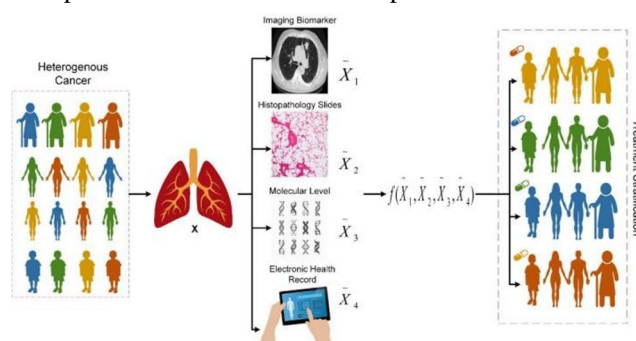 Imaging Biomarker
Heterogenous
Cancer
X̄₁
Histopathology Slides
X̄₂
Molecular Level
X
f(X̄₁,X̄₂,X̄₃,X̄₄)
X̄₃
Electronic Health
Record
X̄₄